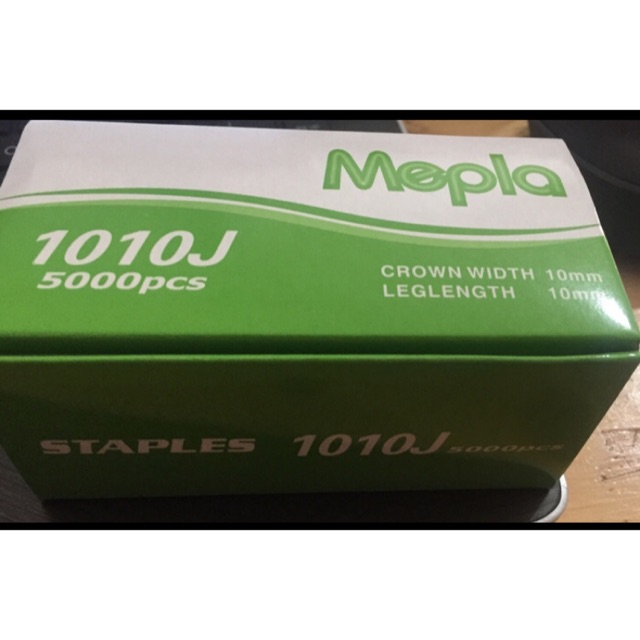 Mepla
1010J
5000pcs
CROWN WIDTH 10mm
LEGLENGTH 10mm
STAPLES 1010J 5000pcs